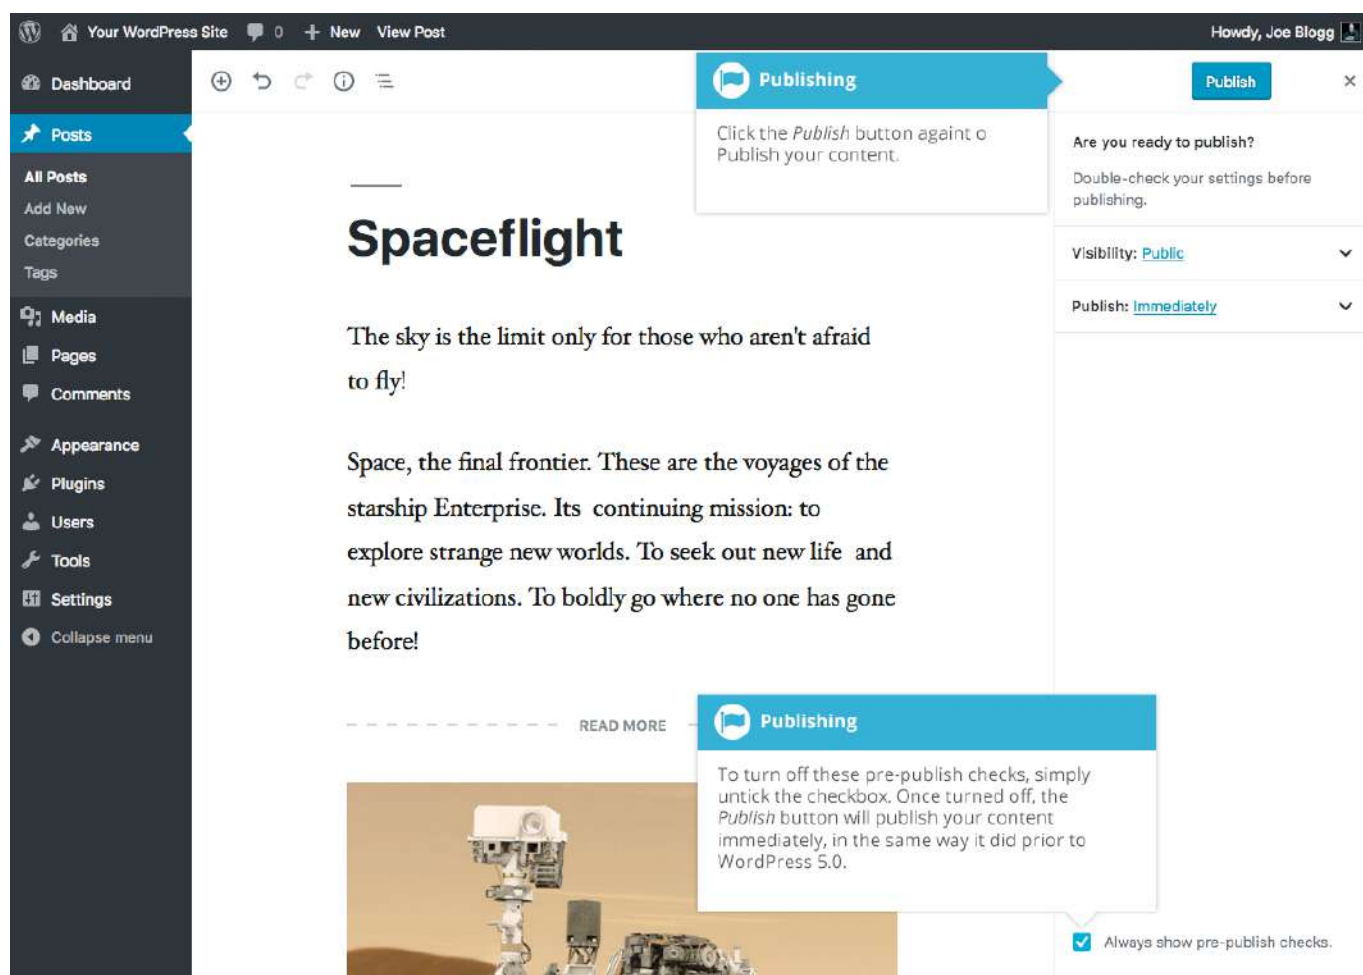 Your WordPress Site 0 New View Post Howdy, Joe Blogg
Dashboard
Posts
All Posts
Add New
Categories
Tags
Media
Pages
Comments
Appearance
Plugins
Users
Tools
Settings
Collapse menu
Publishing
Click the Publish button againt o
Publish your content.
Publish
Are you ready to publish?
Double-check your settings before
publishing.
Visibility: Public
Publish: Immediately
Spaceflight
The sky is the limit only for those who aren't afraid
to fly!
Space, the final frontier. These are the voyages of the
starship Enterprise. Its continuing mission: to
explore strange new worlds. To seek out new life and
new civilizations. To boldly go where no one has gone
before!
READ MORE
Publishing
To turn off these pre-publish checks, simply
untick the checkbox. Once turned off, the
Publish button will publish your content
immediately, in the same way it did prior to
WordPress 5.0.
Always show pre-publish checks.